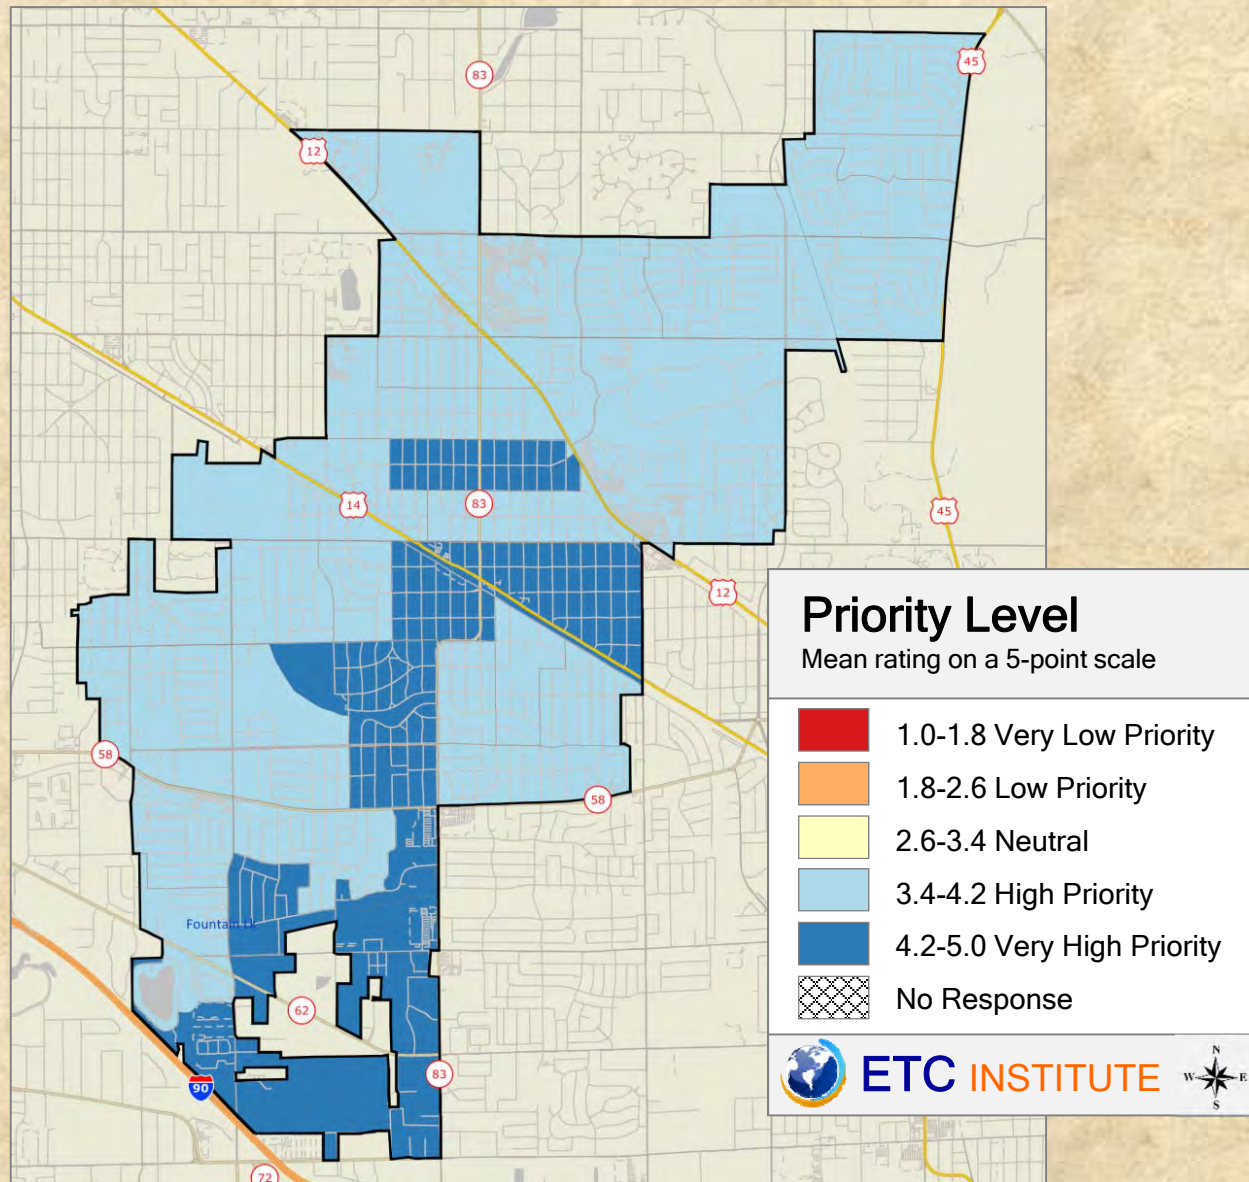 83
45
12
14
83
45
12
58
58
Fountain Lk
62
83
90
72
Priority Level
Mean rating on a 5-point scale
1.0-1.8 Very Low Priority
1.8-2.6 Low Priority
2.6-3.4 Neutral
3.4-4.2 High Priority
4.2-5.0 Very High Priority
No Response
ETC INSTITUTE
N
W E
S